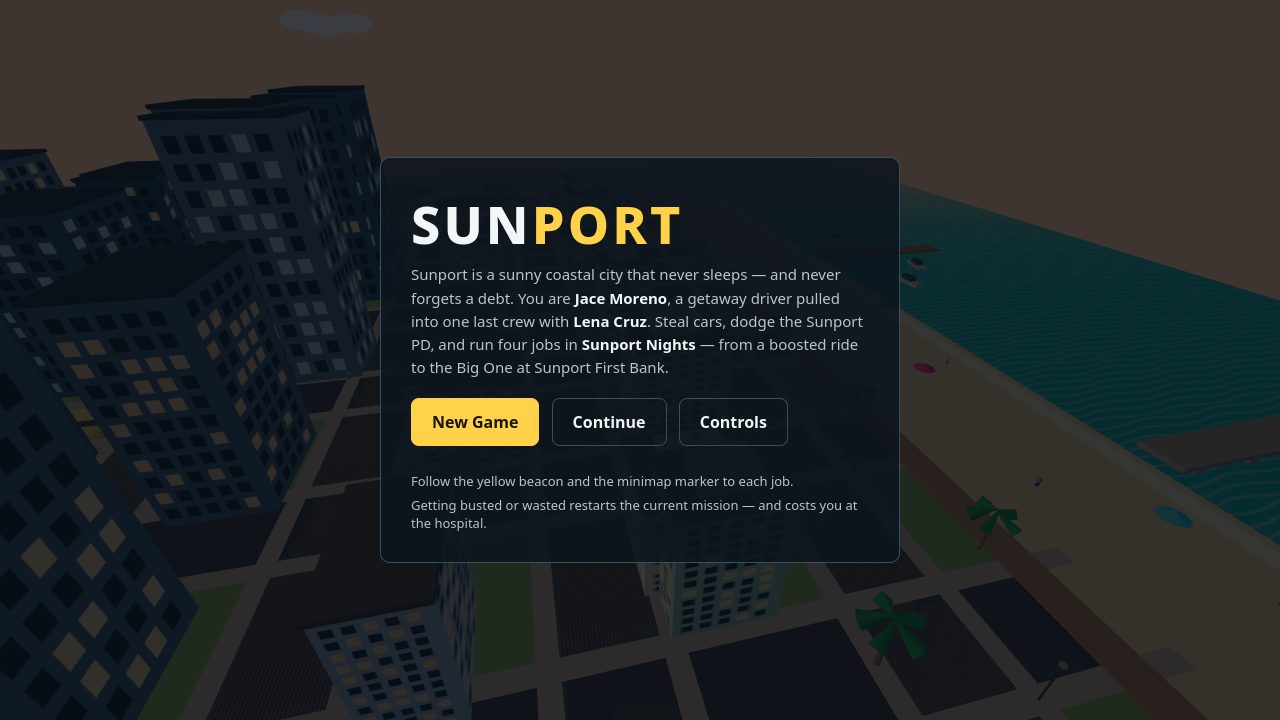 SUNPORT
Sunport is a sunny coastal city that never sleeps — and never
forgets a debt. You are Jace Moreno, a getaway driver pulled
into one last crew with Lena Cruz. Steal cars, dodge the Sunport
PD, and run four jobs in Sunport Nights — from a boosted ride
to the Big One at Sunport First Bank.
New Game Continue Controls
Follow the yellow beacon and the minimap marker to each job.
Getting busted or wasted restarts the current mission — and costs you at
the hospital.